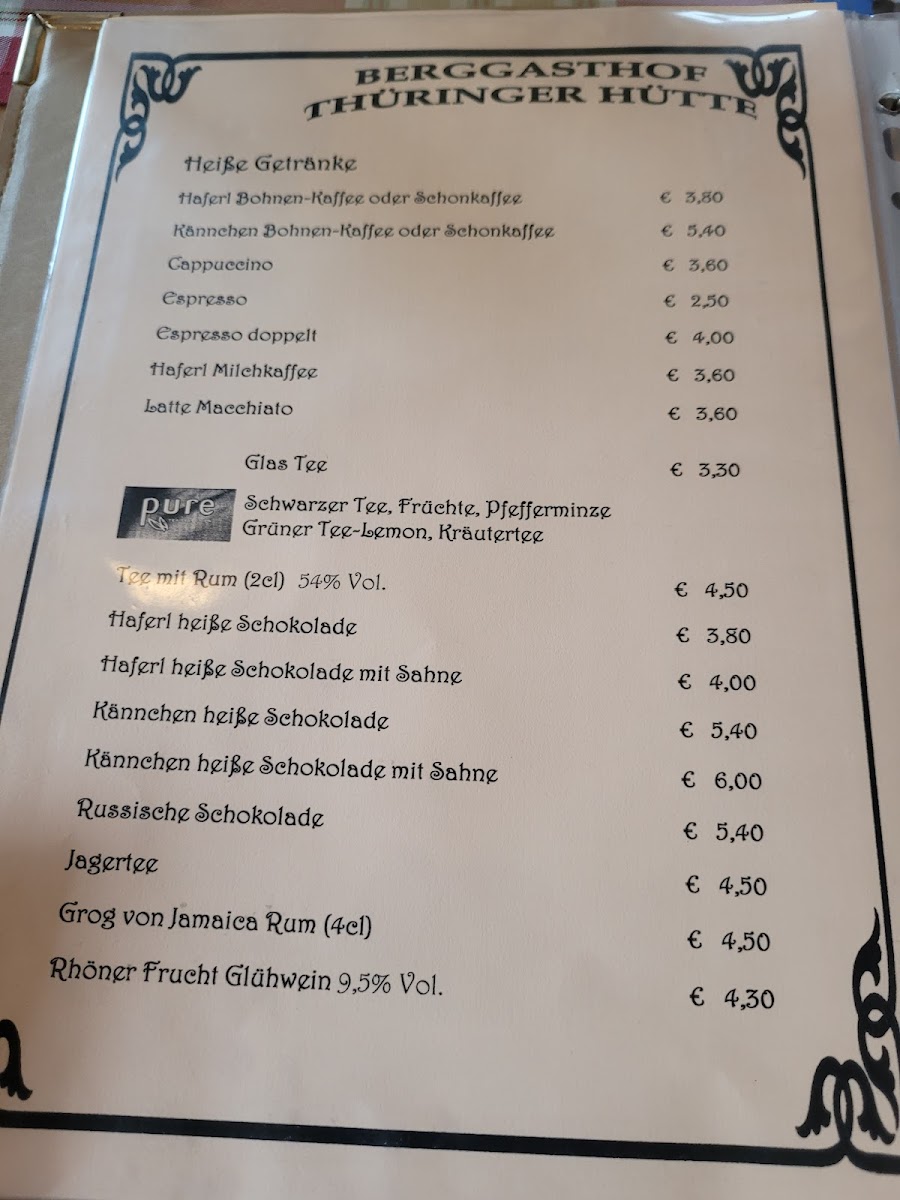 BERGGASTHOF
THÜRINGER HÜTTE
Heiße Getränke
Haferl Bohnen-Kaffee oder Schonkaffee € 3,80
Kännchen Bohnen-Kaffee oder Schonkaffee € 5,40
Cappuccino € 3,60
Espresso € 2,50
Espresso doppelt € 4,00
Haferl Milchkaffee € 3,60
Latte Macchiato € 3,60
Glas Tee € 3,30
pure
Schwarzer Tee, Früchte, Pfefferminze
Grüner Tee-Lemon, Kräutertee
Tee mit Rum (2cl) 54% Vol. € 4,50
Haferl heiße Schokolade € 3,80
Haferl heiße Schokolade mit Sahne € 4,00
Kännchen heiße Schokolade € 5,40
Kännchen heiße Schokolade mit Sahne € 6,00
Russische Schokolade € 5,40
Jagertee € 4,50
Grog von Jamaica Rum (4cl) € 4,50
Rhöner Frucht Glühwein 9,5% Vol. € 4,30